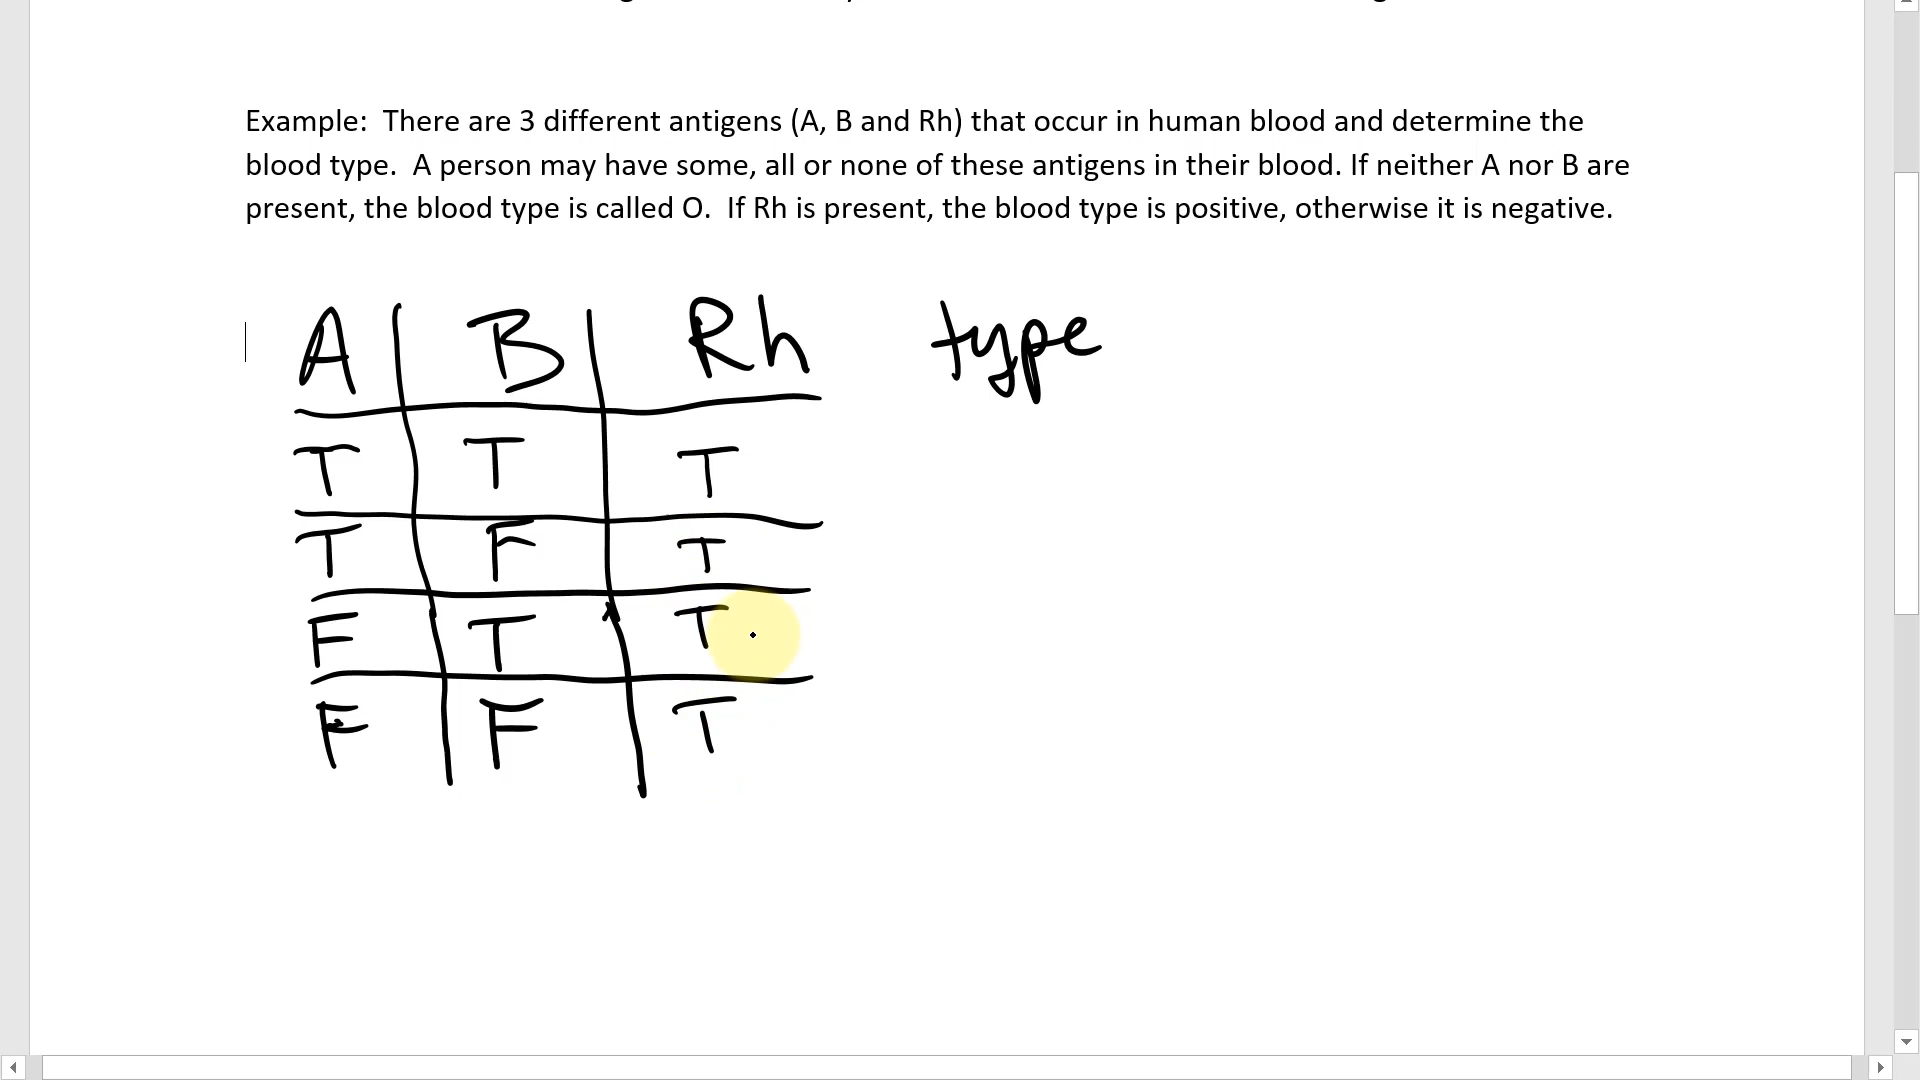 Example:  There are 3 different antigens (A, B and Rh) that occur in human blood and determine the
blood type.  A person may have some, all or none of these antigens in their blood. If neither A nor B are
present, the blood type is called O.  If Rh is present, the blood type is positive, otherwise it is negative.
A B Rh type
T T T
T F T
F T T
F F T